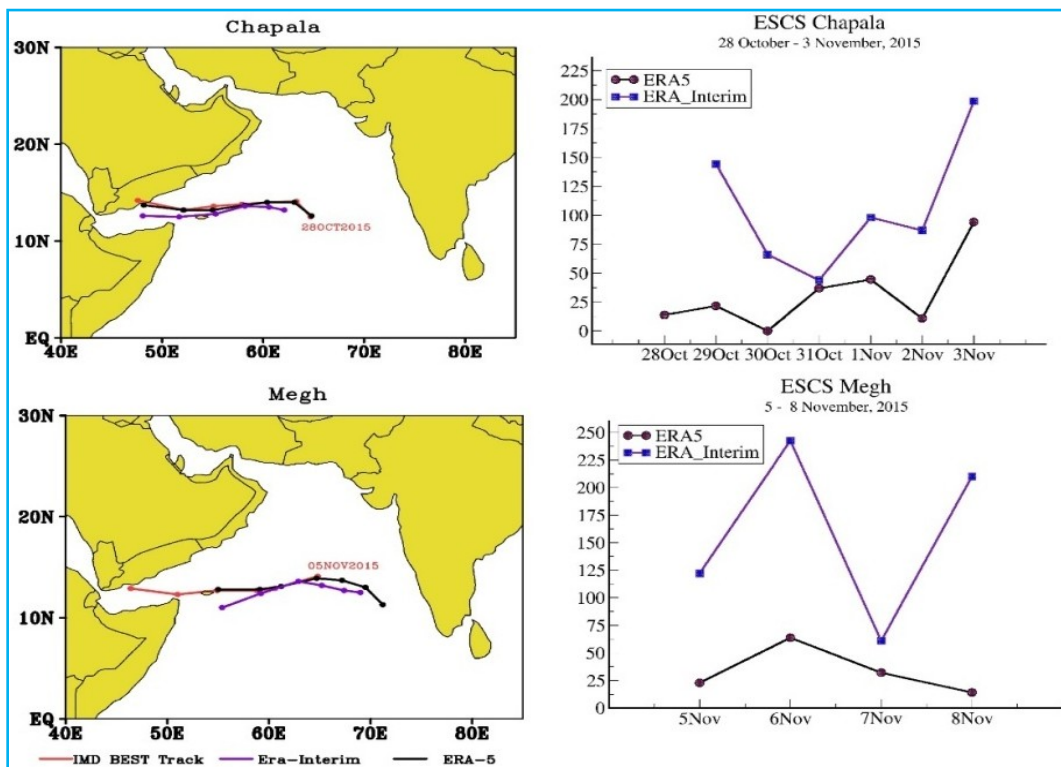 Chapala
30N
20N
10N
EQ
40E 50E 60E 70E 80E
28OCT2015
ESCS Chapala
28 October - 3 November, 2015
ERA5
ERA_Interim
225
200
175
150
125
100
75
50
25
0
28Oct 29Oct 30Oct 31Oct 1Nov 2Nov 3Nov
Megh
30N
20N
10N
EQ
40E 50E 60E 70E 80E
05NOV2015
IMD BEST Track Era-Interim ERA-5
ESCS Megh
5 - 8 November, 2015
ERA5
ERA_Interim
250
225
200
175
150
125
100
75
50
25
0
5Nov 6Nov 7Nov 8Nov